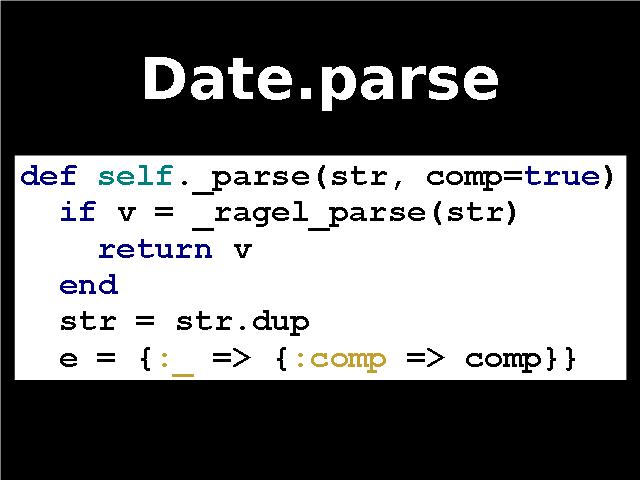 Date.parse
def self._parse(str, comp=true)
  if v = _ragel_parse(str)
    return v
  end
  str = str.dup
  e = {:_ => {:comp => comp}}